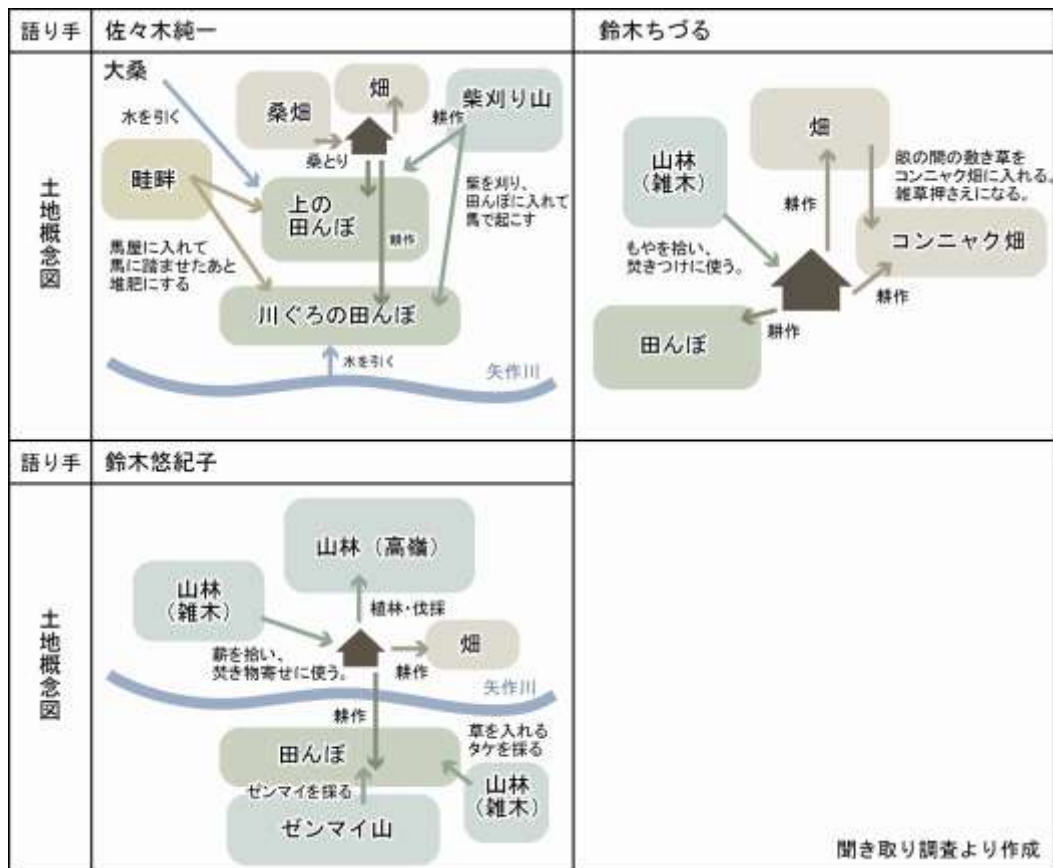 語り手
佐々木純一
鈴木ちづる
土地概念図
大桑
水を引く
桑畑
畑
柴刈り山
耕作
桑とり
畦畔
上の
田んぼ
柴を刈り、
田んぼに入れて
馬で起こす
耕作
馬屋に入れて
馬に踏ませたあと
堆肥にする
川ぐろの田んぼ
水を引く
矢作川
畑
山林
(雑木)
畝の間の敷き草を
コンニャク畑に入れる。
雑草押さえになる。
耕作
コンニャク畑
もやを拾い、
焚きつけに使う。
耕作
耕作
田んぼ
語り手
鈴木悠紀子
土地概念図
山林(高嶺)
山林
(雑木)
植林・伐採
畑
薪を拾い、
焚き物寄せに使う。
耕作
矢作川
耕作
草を入れる
タケを採る
田んぼ
ゼンマイを採る
山林
(雑木)
ゼンマイ山
聞き取り調査より作成